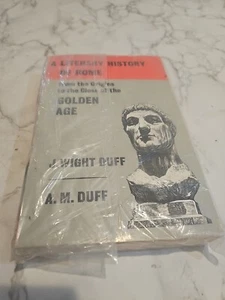 A LITERARY HISTORY
OF ROME
from the Origins
to the Close of the
GOLDEN
AGE
J. WIGHT DUFF
A. M. DUFF